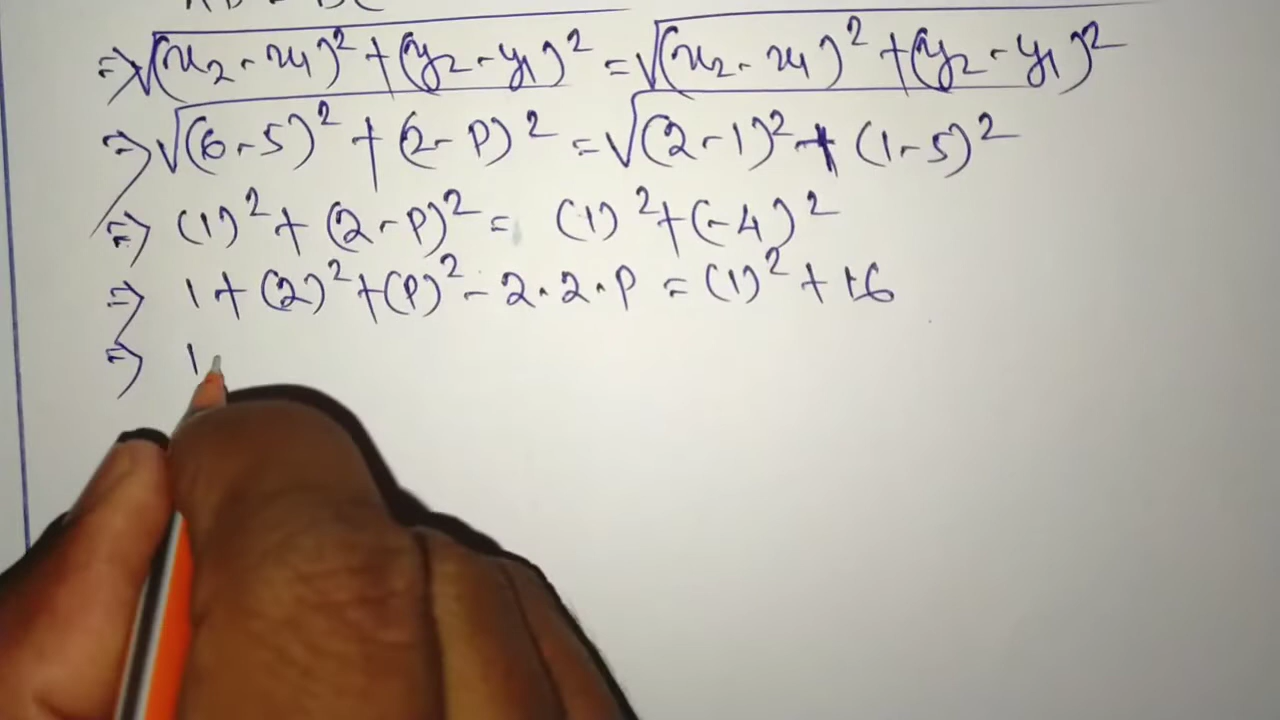 ⇒ √(x₂-x₁)² + (y₂-y₁)² = √(x₂-x₁)² + (y₂-y₁)²
⇒ √(6-5)² + (2-P)² = √(2-1)² + (1-5)²
⇒ (1)² + (2-P)² = (1)² + (-4)²
⇒ 1 + (2)² + (P)² - 2·2·P = (1)² + 16
⇒ 1